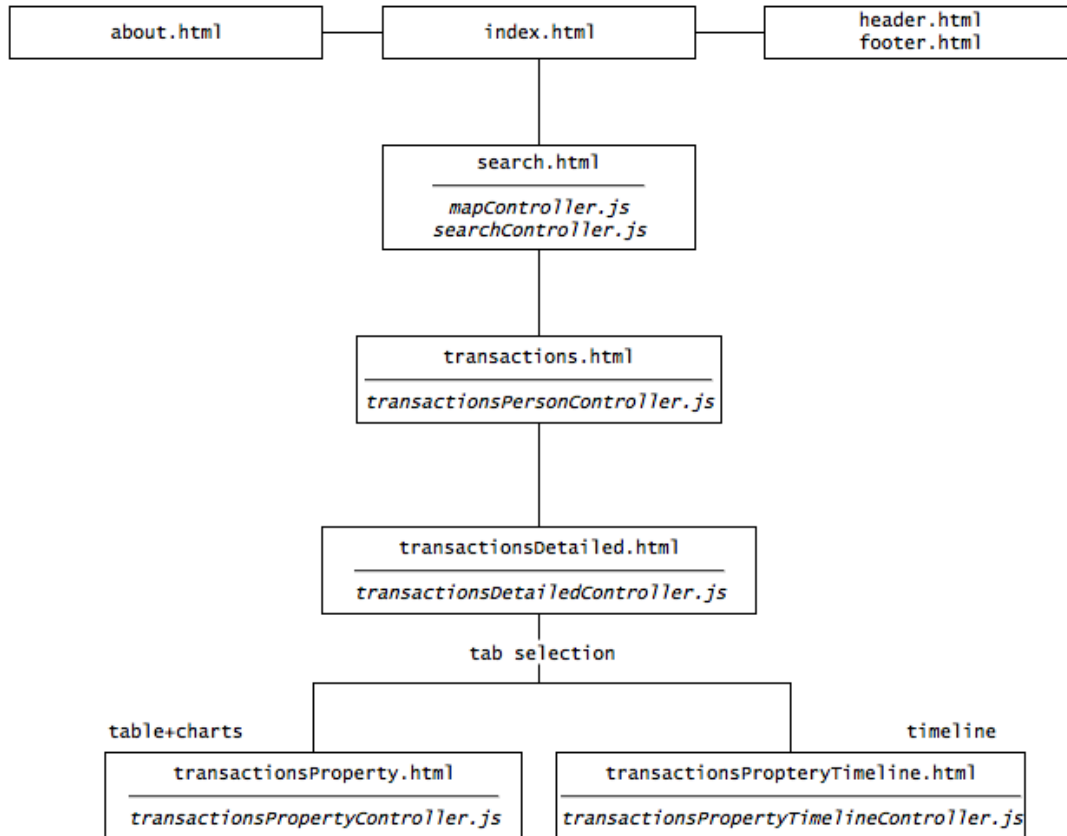 about.html
index.html
header.html
footer.html
search.html
mapController.js
searchController.js
transactions.html
transactionsPersonController.js
transactionsDetailed.html
transactionsDetailedController.js
tab selection
table+charts
timeline
transactionsProperty.html
transactionsPropertyController.js
transactionsPropteryTimeline.html
transactionsPropertyTimelineController.js